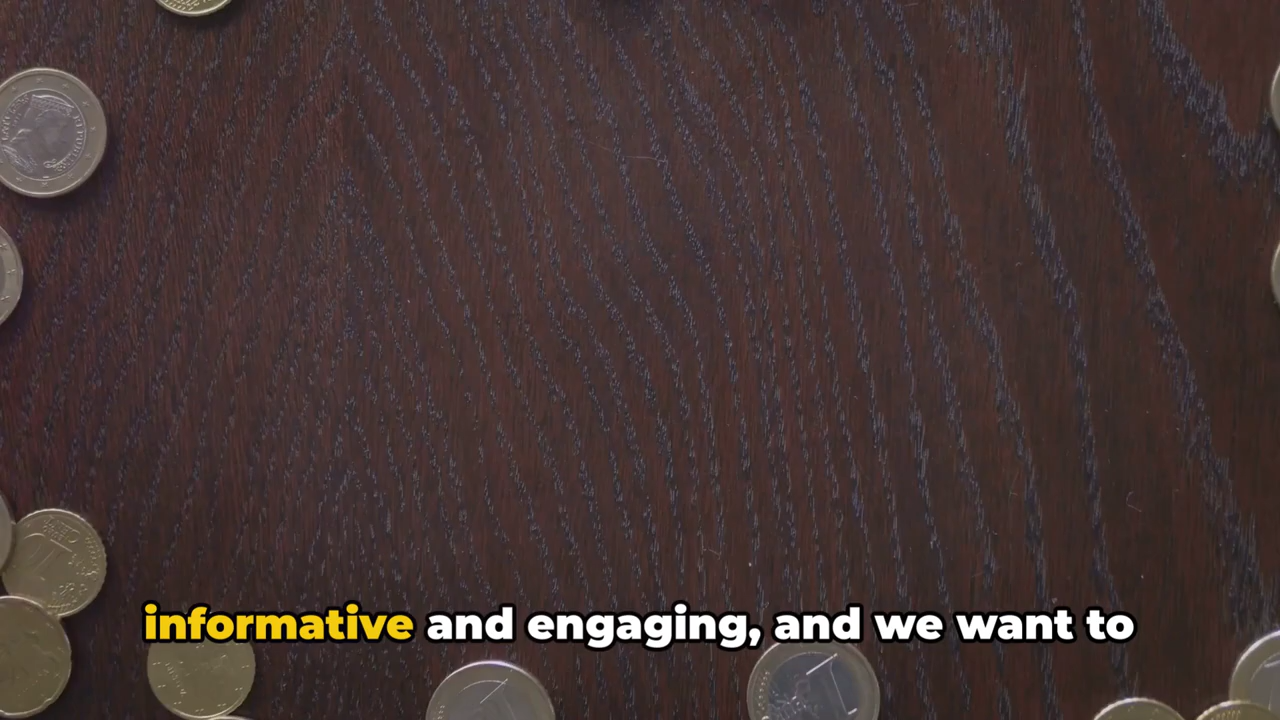 informative and engaging, and we want to